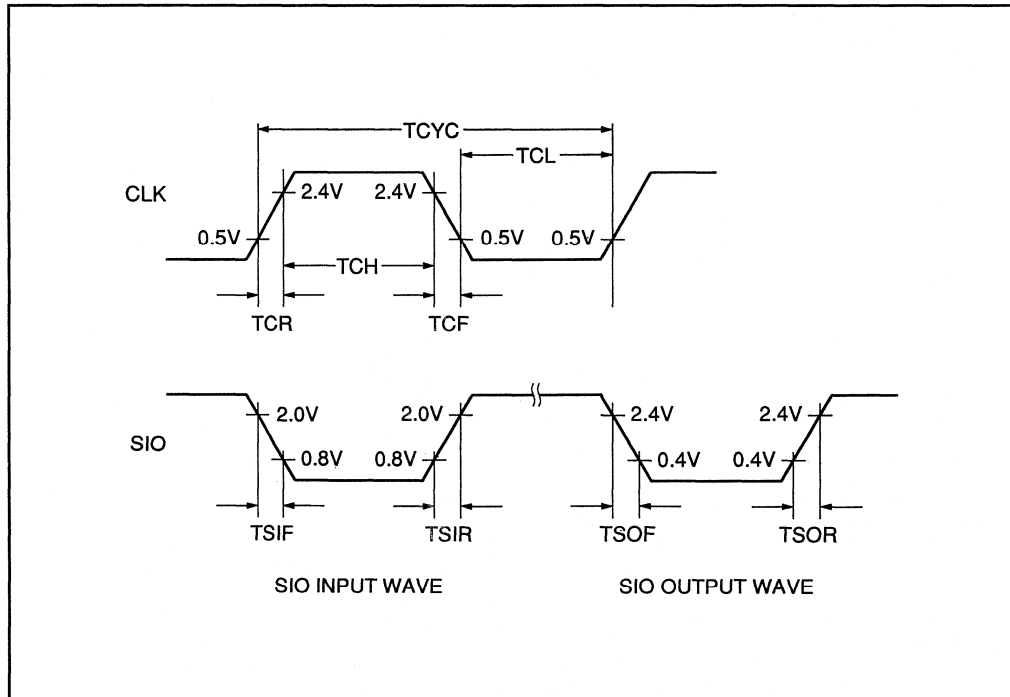 TCYC
TCL
CLK
2.4V 2.4V
0.5V 0.5V 0.5V
TCH
TCR TCF
SIO
2.0V 2.0V 2.4V 2.4V
0.8V 0.8V 0.4V 0.4V
TSIF TSIR TSOF TSOR
SIO INPUT WAVE SIO OUTPUT WAVE